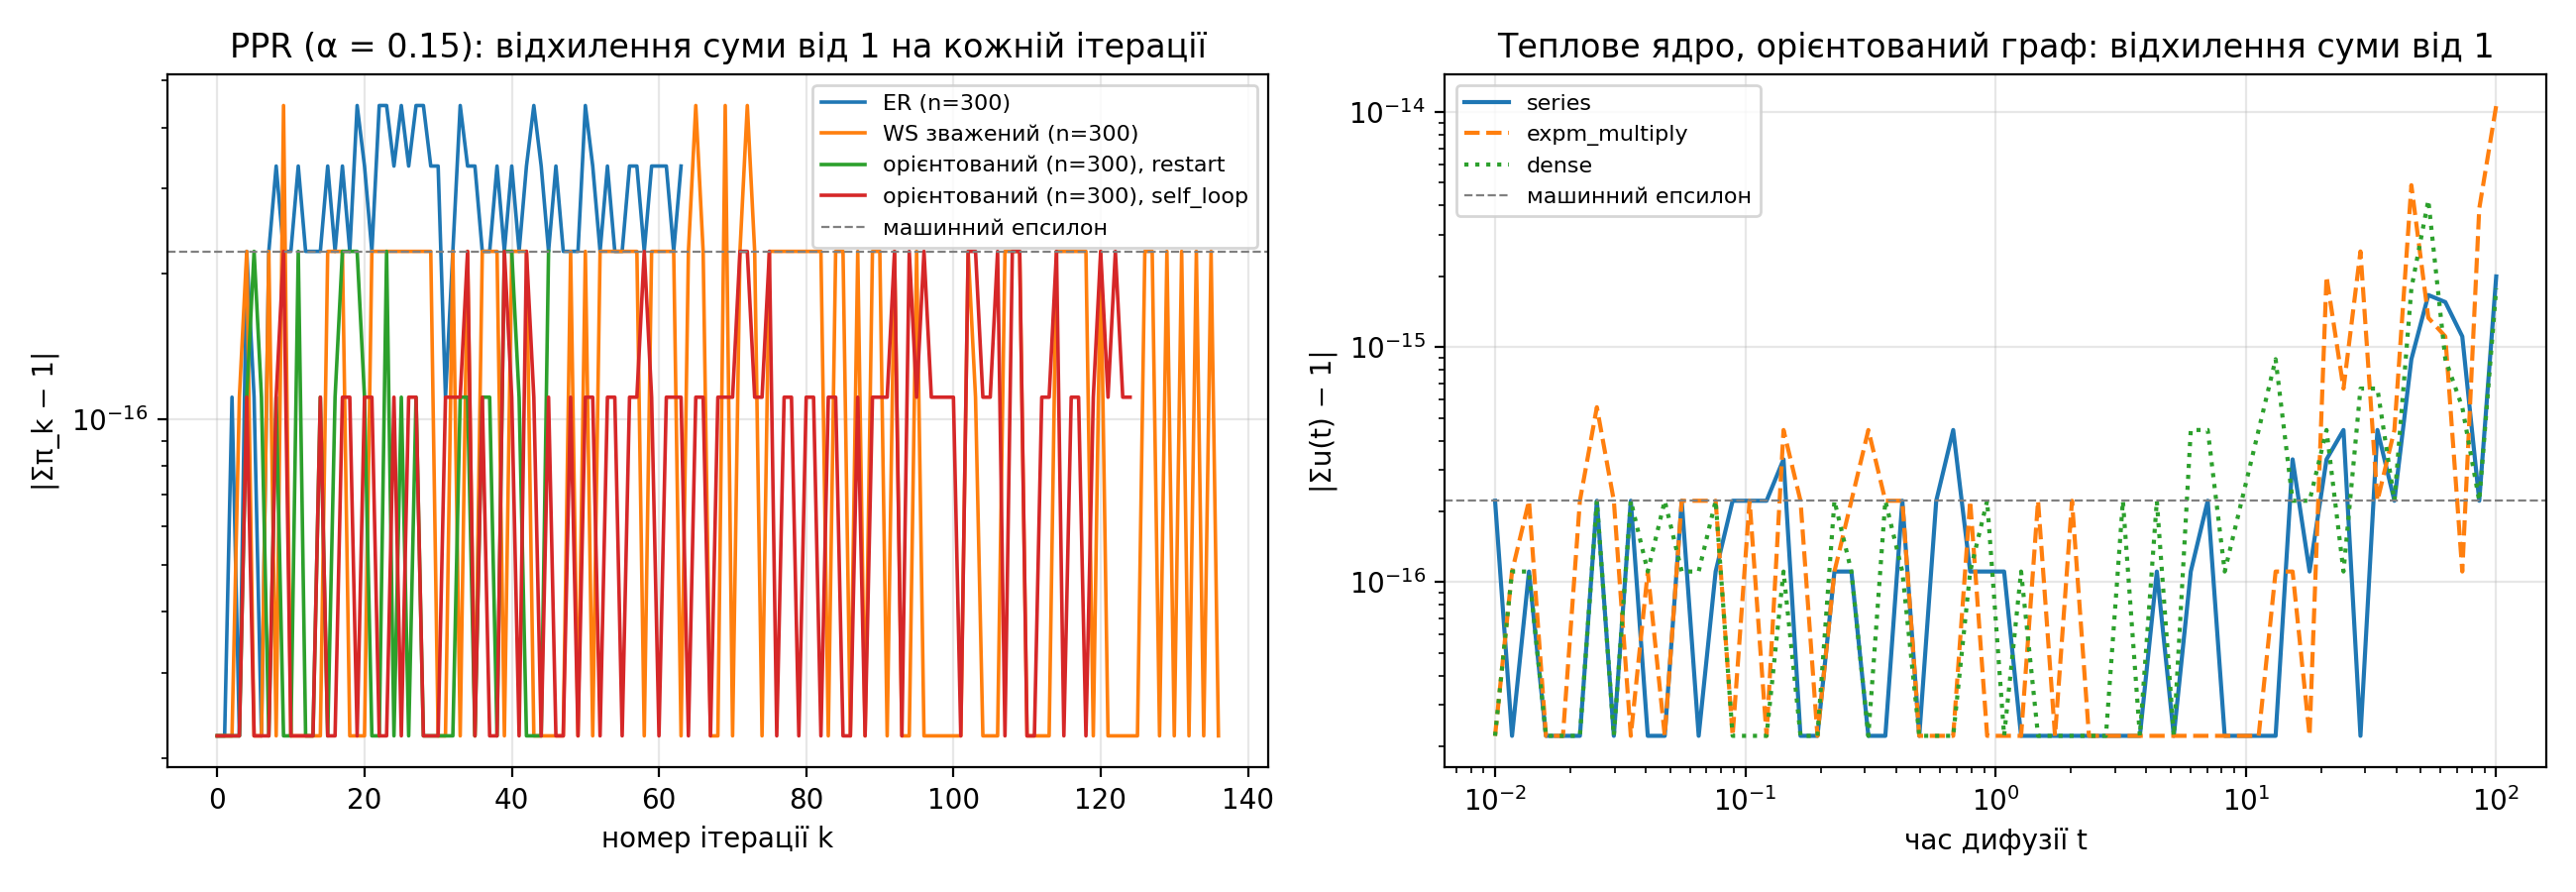 PPR (α = 0.15): відхилення суми від 1 на кожній ітерації
|Σπ_k − 1|
10⁻¹⁶
ER (n=300)
WS зважений (n=300)
орієнтований (n=300), restart
орієнтований (n=300), self_loop
машинний епсилон
0 20 40 60 80 100 120 140
номер ітерації k
Теплове ядро, орієнтований граф: відхилення суми від 1
|Σu(t) − 1|
10⁻¹⁴
10⁻¹⁵
10⁻¹⁶
series
expm_multiply
dense
машинний епсилон
10⁻² 10⁻¹ 10⁰ 10¹ 10²
час дифузії t